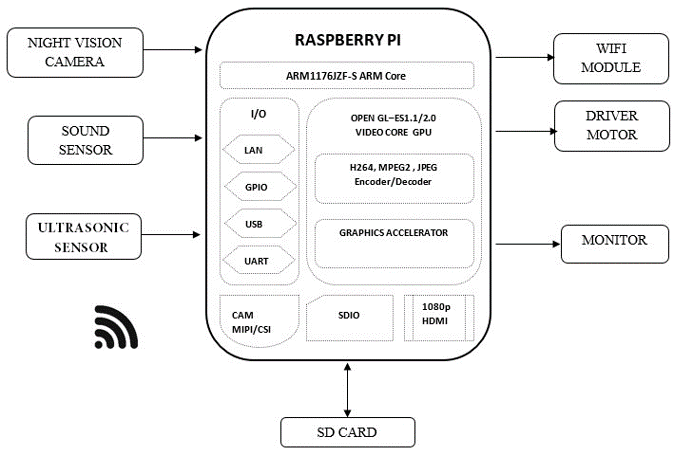 NIGHT VISION
CAMERA
SOUND
SENSOR
ULTRASONIC
SENSOR
RASPBERRY PI
ARM1176JZF-S ARM Core
I/O
LAN
GPIO
USB
UART
OPEN GL–ES1.1/2.0
VIDEO CORE GPU
H264, MPEG2 , JPEG
Encoder/Decoder
GRAPHICS ACCELERATOR
CAM
MIPI/CSI
SDIO
1080p
HDMI
WIFI
MODULE
DRIVER
MOTOR
MONITOR
SD CARD